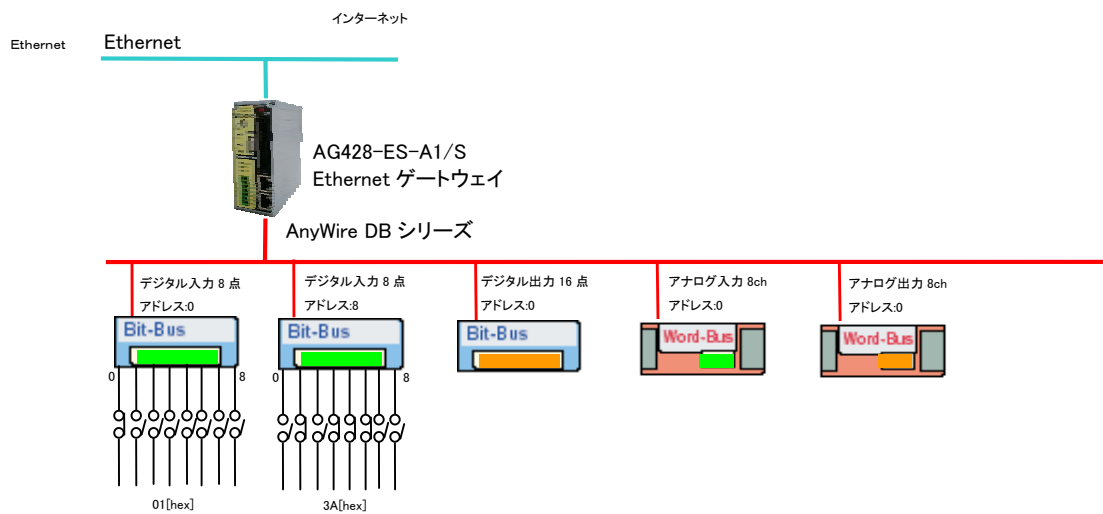 インターネット
Ethernet
Ethernet
AG428-ES-A1/S
Ethernet ゲートウェイ
AnyWire DB シリーズ
デジタル入力 8 点
アドレス:0
Bit-Bus
0
8
01[hex]
デジタル入力 8 点
アドレス:8
Bit-Bus
0
8
3A[hex]
デジタル出力 16 点
アドレス:0
Bit-Bus
アナログ入力 8ch
アドレス:0
Word-Bus
アナログ出力 8ch
アドレス:0
Word-Bus